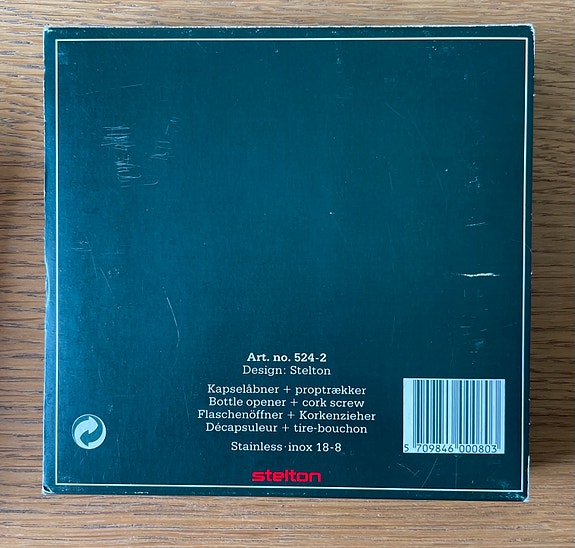 Art. no. 524-2
Design: Stelton
Kapselåbner + proptrækker
Bottle opener + cork screw
Flaschenöffner + Korkenzieher
Décapsuleur + tire-bouchon
Stainless·inox 18-8
5 709846 000803
stelton